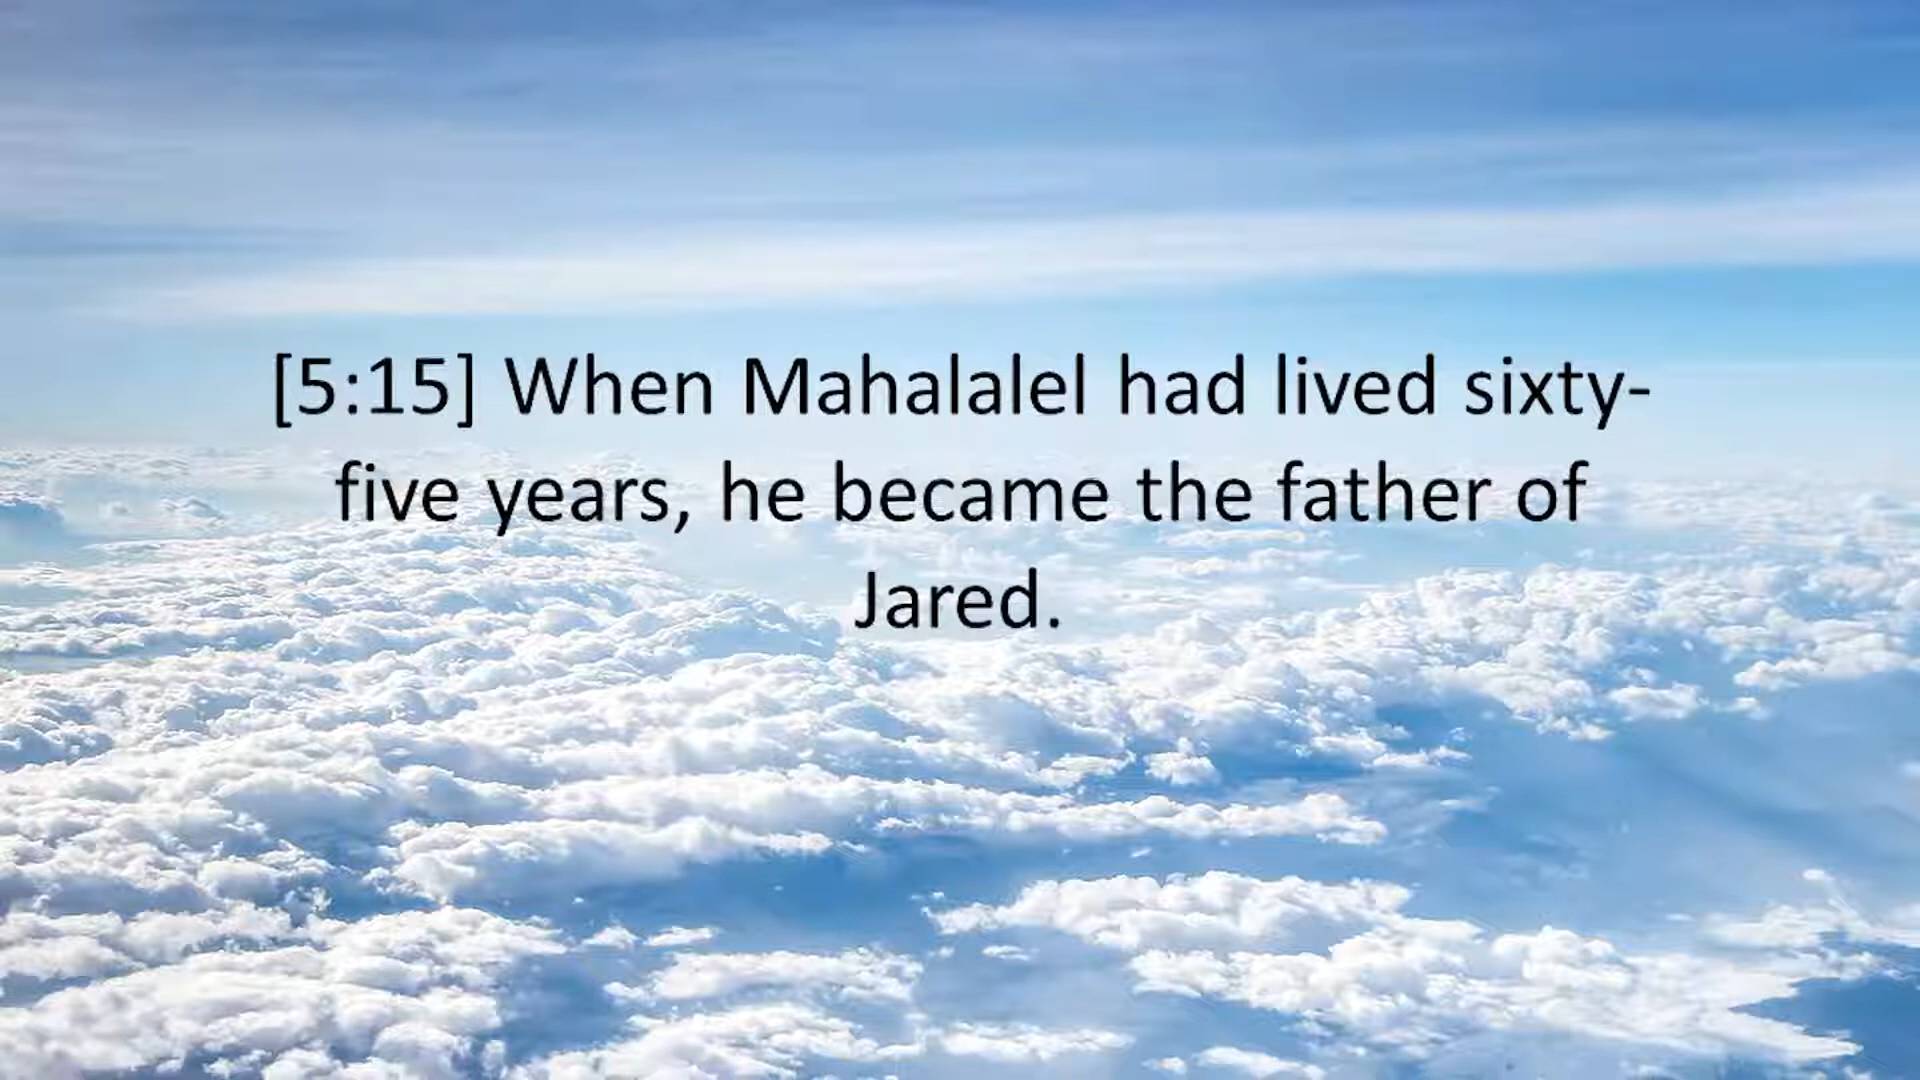 [5:15] When Mahalalel had lived sixty-
five years, he became the father of
Jared.